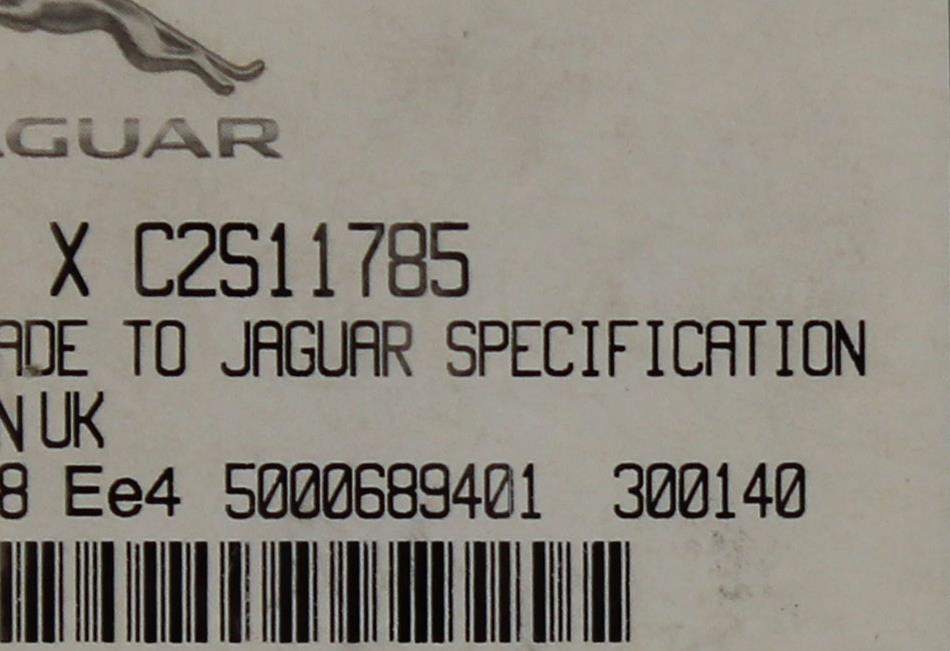 AGUAR
X C2S11785
ADE TO JAGUAR SPECIFICATION
N UK
8 Ee4 5000689401 300140